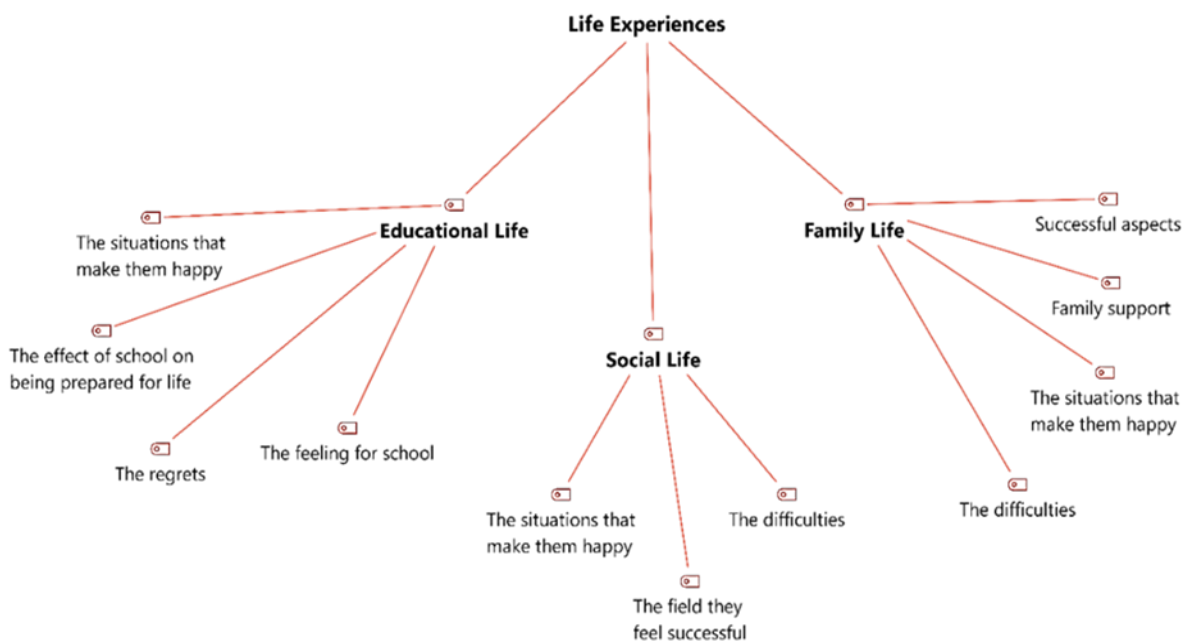 Life Experiences
Educational Life
The situations that
make them happy
The effect of school on
being prepared for life
The regrets
The feeling for school
Social Life
The situations that
make them happy
The field they
feel successful
The difficulties
Family Life
Successful aspects
Family support
The situations that
make them happy
The difficulties